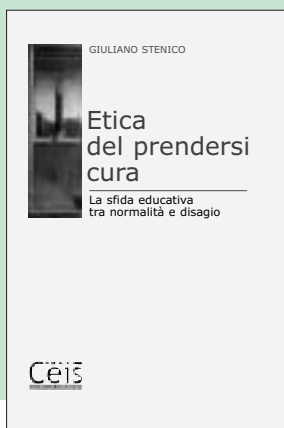 GIULIANO STENICO
Etica
del prendersi
cura
La sfida educativa
tra normalità e disagio
Ceis